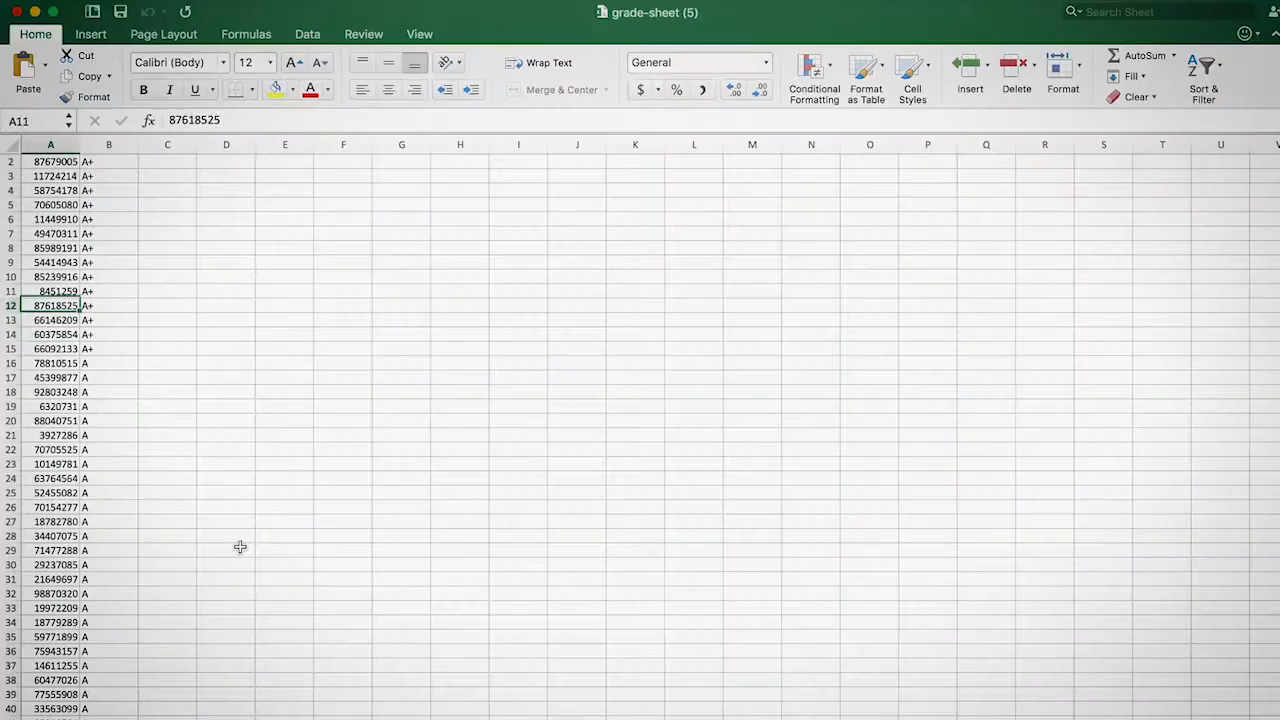 grade-sheet (5)
Search Sheet
Home Insert Page Layout Formulas Data Review View
Paste Cut Copy Format
Calibri (Body) 12 A A
B I U A
Wrap Text
Merge & Center
General
$ % )
Conditional Formatting
Format as Table
Cell Styles
Insert Delete Format
AutoSum
Fill
Clear
Sort & Filter
A11 fx 87618525
A B C D E F G H I J K L M N O P Q R S T U V
2 87679005 A+
3 11724214 A+
4 58754178 A+
5 70605080 A+
6 11449910 A+
7 49470311 A+
8 85989191 A+
9 54414943 A+
10 85239916 A+
11 8451259 A+
12 87618525 A+
13 66146209 A+
14 60375854 A+
15 66092133 A+
16 78810515 A
17 45399877 A
18 92803248 A
19 6320731 A
20 88040751 A
21 3927286 A
22 70705525 A
23 10149781 A
24 63764564 A
25 52455082 A
26 70154277 A
27 18782780 A
28 34407075 A
29 71477288 A
30 29237085 A
31 21649697 A
32 98870320 A
33 19972209 A
34 18779289 A
35 59771899 A
36 75943157 A
37 14611255 A
38 60477026 A
39 77555908 A
40 33563099 A